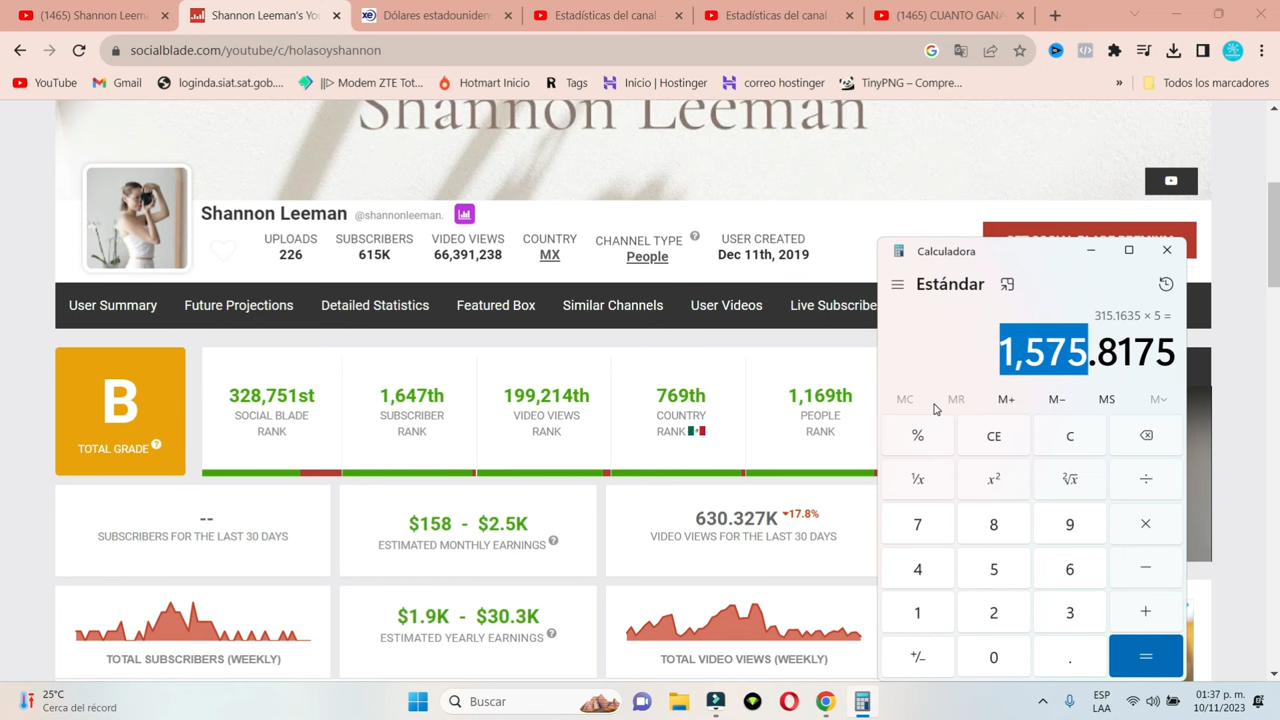 (1465) Shannon Leem
Shannon Leeman's Yo
Dólares estadouniden
Estadísticas del canal -
Estadísticas del canal -
(1465) CUANTO GANA
socialblade.com/youtube/c/holasoyshannon
YouTube
Gmail
loginda.siat.sat.gob....
||▷ Modem ZTE Tot...
Hotmart Inicio
R Tags
Inicio | Hostinger
correo hostinger
TinyPNG – Compre...
»
Todos los marcadores
Shannon Leeman
Shannon Leeman @shannonleeman.
UPLOADS
226
SUBSCRIBERS
615K
VIDEO VIEWS
66,391,238
COUNTRY
MX
CHANNEL TYPE
People
USER CREATED
Dec 11th, 2019
User Summary
Future Projections
Detailed Statistics
Featured Box
Similar Channels
User Videos
Live Subscribe
B
TOTAL GRADE
328,751st
SOCIAL BLADE
RANK
1,647th
SUBSCRIBER
RANK
199,214th
VIDEO VIEWS
RANK
769th
COUNTRY
RANK
1,169th
PEOPLE
RANK
--
SUBSCRIBERS FOR THE LAST 30 DAYS
$158 - $2.5K
ESTIMATED MONTHLY EARNINGS
630.327K 17.8%
VIDEO VIEWS FOR THE LAST 30 DAYS
TOTAL SUBSCRIBERS (WEEKLY)
$1.9K - $30.3K
ESTIMATED YEARLY EARNINGS
TOTAL VIDEO VIEWS (WEEKLY)
Calculadora
Estándar
315.1635 × 5 =
1,575.8175
MC MR M+ M− MS M
% CE C
¹/x x² ²√x ÷
7 8 9 ×
4 5 6 −
1 2 3 +
+/− 0 . =
25°C
Cerca del récord
Buscar
ESP
LAA
01:37 p. m.
10/11/2023